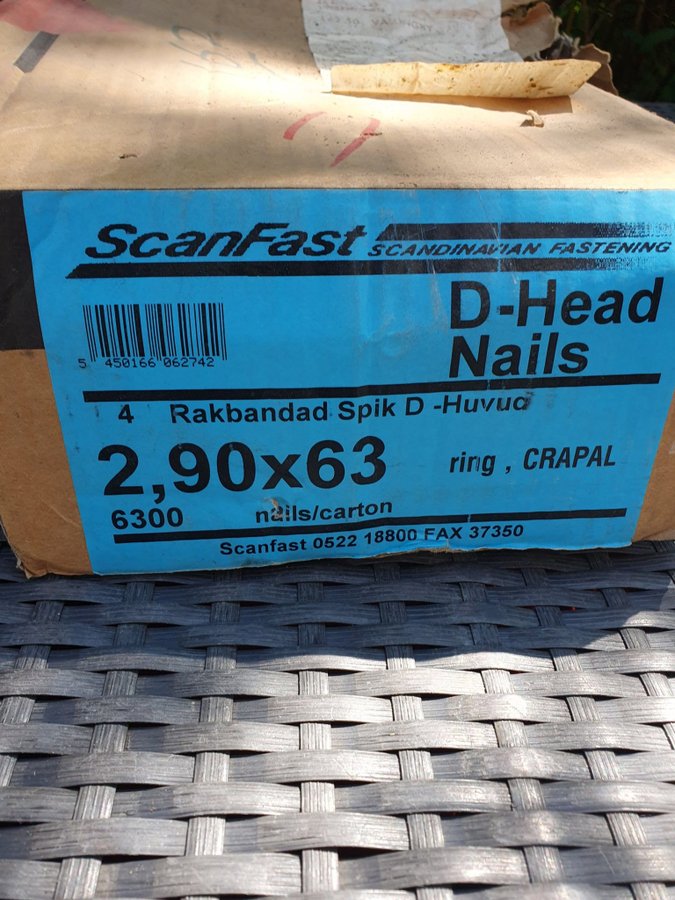 ScanFast SCANDINAVIAN FASTENING
D-Head
Nails
5 450166 062742
4 Rakbandad Spik D -Huvud
2,90x63 ring , CRAPAL
6300 nails/carton
Scanfast 0522 18800 FAX 37350